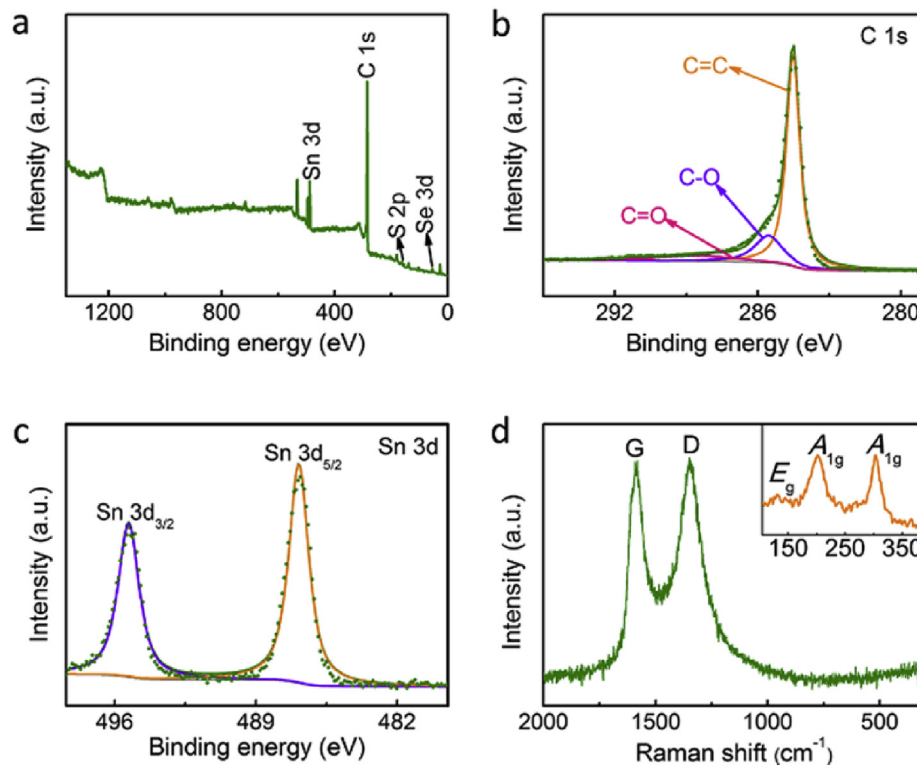 a
Intensity (a.u.)
Sn 3d
C 1s
S 2p
Se 3d
1200
800
400
0
Binding energy (eV)
b
C 1s
Intensity (a.u.)
C=C
C-O
C=O
292
286
280
Binding energy (eV)
c
Sn 3d
Intensity (a.u.)
Sn 3d3/2
Sn 3d5/2
496
489
482
Binding energy (eV)
d
Intensity (a.u.)
G
D
Eg
A1g
A1g
150
250
350
2000
1500
1000
500
Raman shift (cm-1)